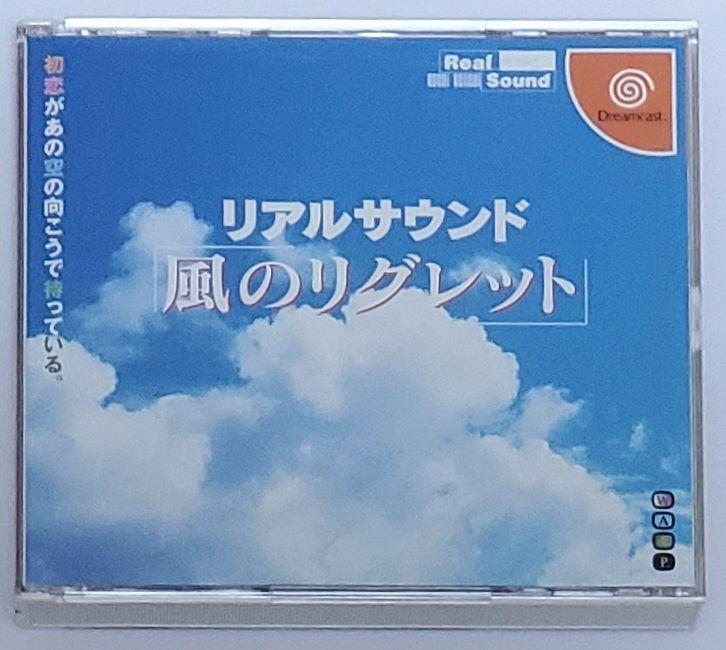 初恋があの空の向こうで待っている。
Real
Sound
Dreamcast
リアルサウンド
風のリグレット
W
A
P